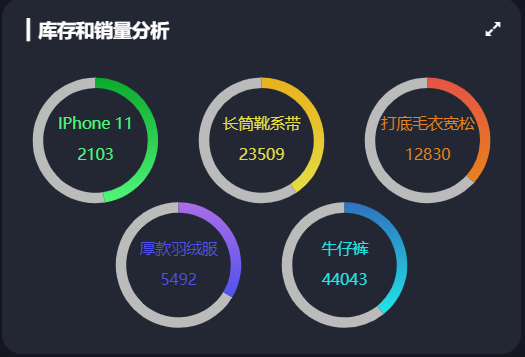 库存和销量分析
IPhone 11
2103
长筒靴系带
23509
打底毛衣宽松
12830
厚款羽绒服
5492
牛仔裤
44043